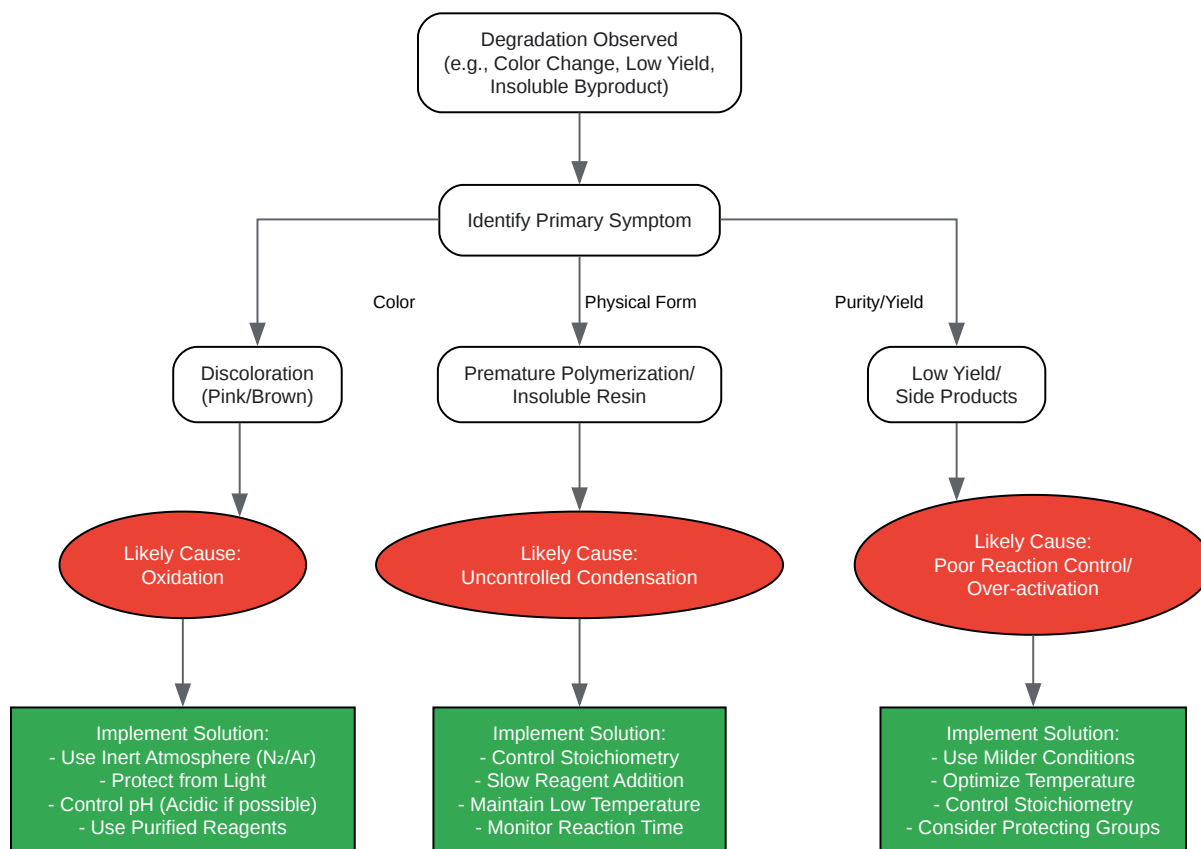 Degradation Observed
(e.g., Color Change, Low Yield,
Insoluble Byproduct)
Identify Primary Symptom
Color
Physical Form
Purity/Yield
Discoloration
(Pink/Brown)
Premature Polymerization/
Insoluble Resin
Low Yield/
Side Products
Likely Cause:
Oxidation
Likely Cause:
Uncontrolled Condensation
Likely Cause:
Poor Reaction Control/
Over-activation
Implement Solution:
- Use Inert Atmosphere (N₂/Ar)
- Protect from Light
- Control pH (Acidic if possible)
- Use Purified Reagents
Implement Solution:
- Control Stoichiometry
- Slow Reagent Addition
- Maintain Low Temperature
- Monitor Reaction Time
Implement Solution:
- Use Milder Conditions
- Optimize Temperature
- Control Stoichiometry
- Consider Protecting Groups